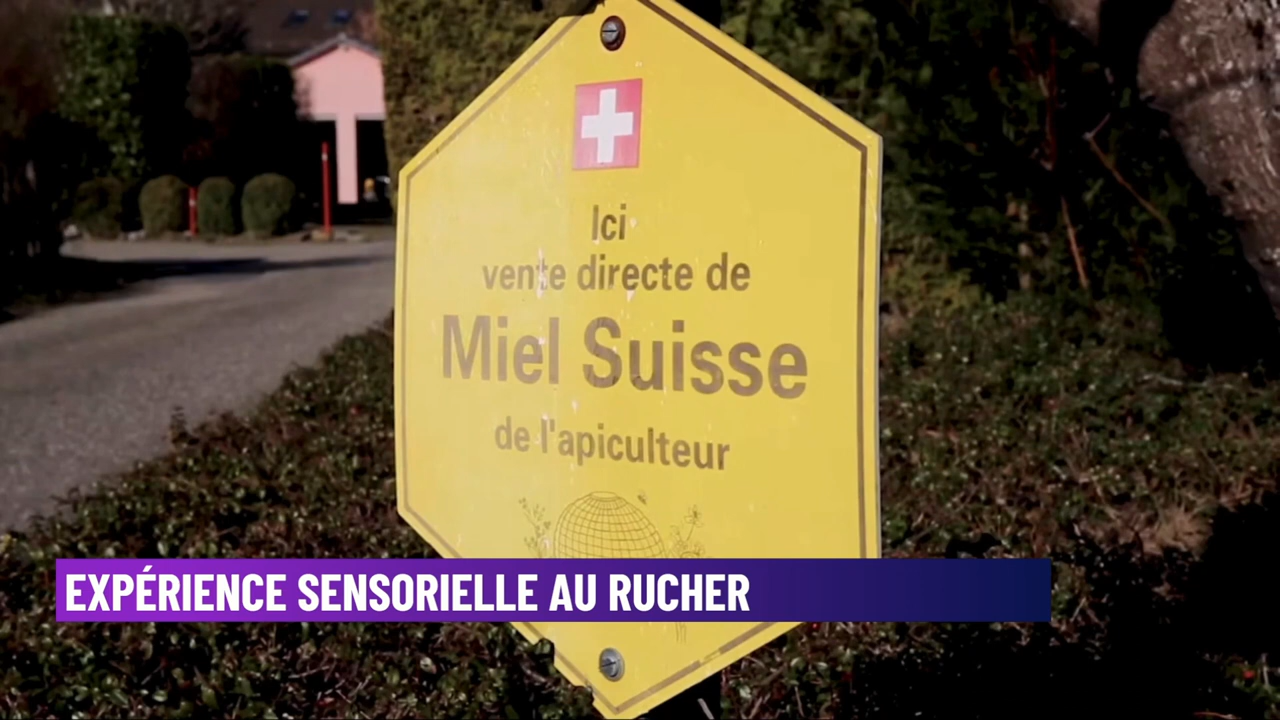 Ici
vente directe de
Miel Suisse
de l'apiculteur
EXPÉRIENCE SENSORIELLE AU RUCHER